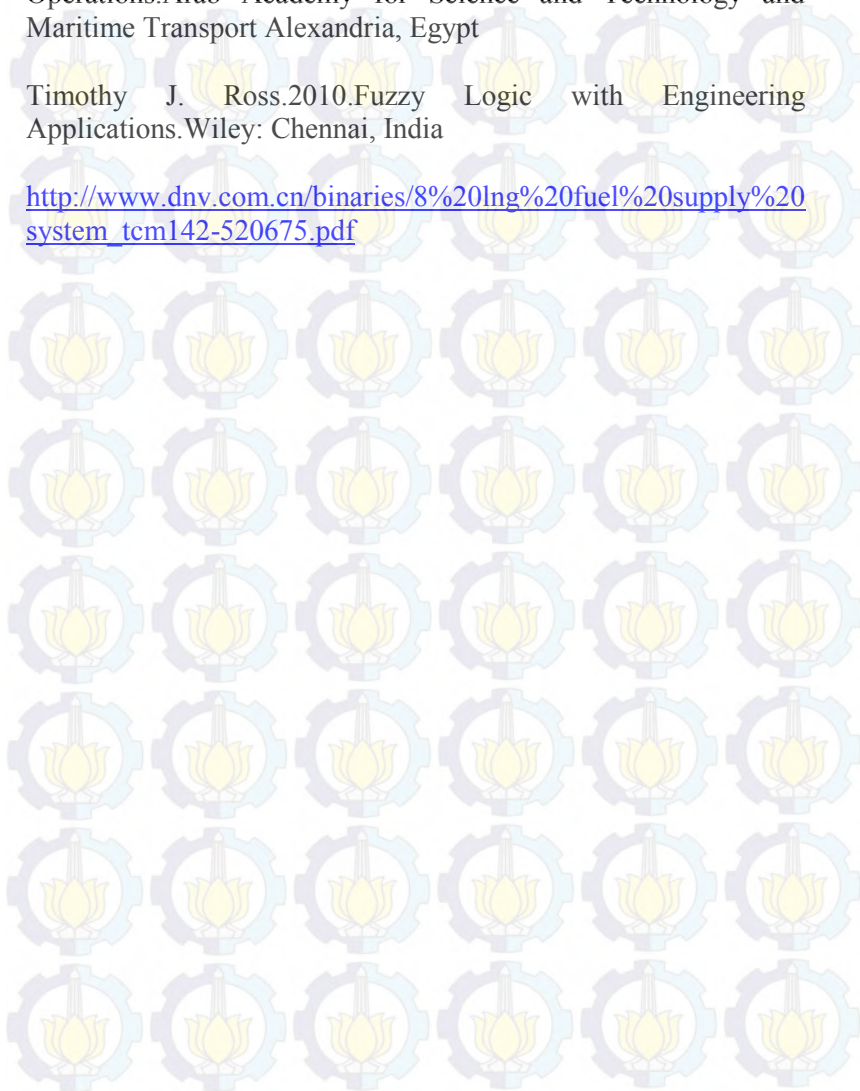 Operations.Arab Academy for Science and Technology and
Maritime Transport Alexandria, Egypt
Timothy J. Ross.2010.Fuzzy Logic with Engineering
Applications.Wiley: Chennai, India
http://www.dnv.com.cn/binaries/8%20lng%20fuel%20supply%20
system_tcm142-520675.pdf